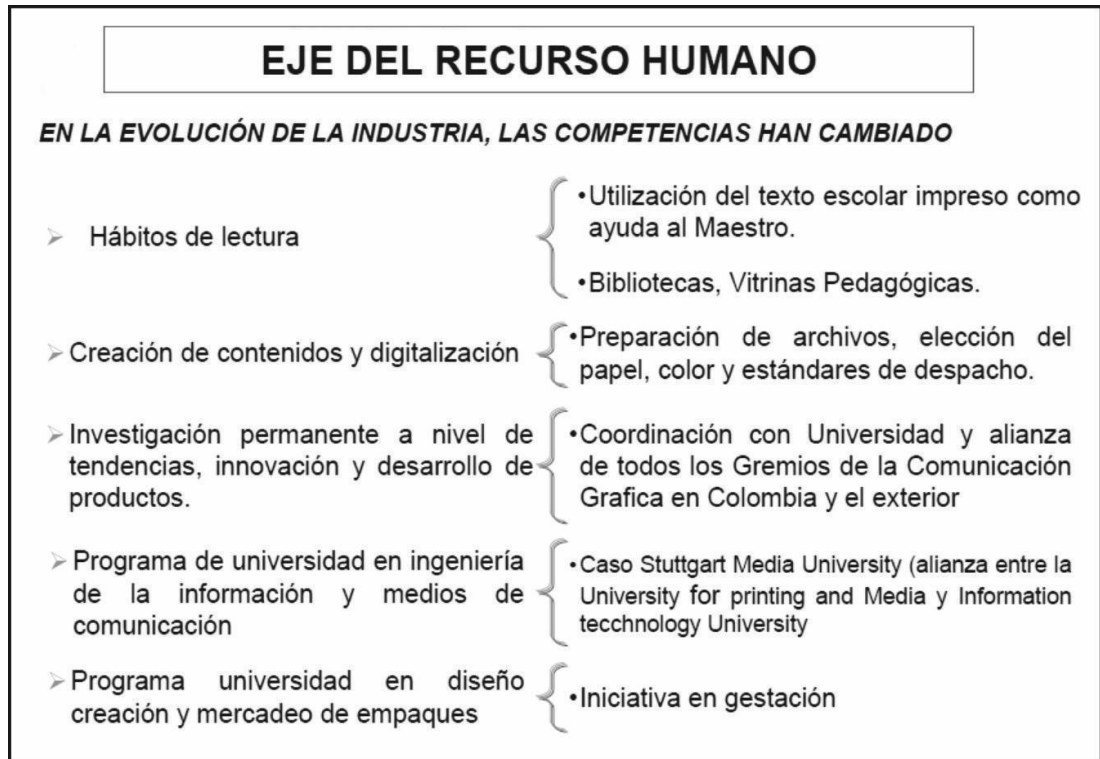 EJE DEL RECURSO HUMANO
EN LA EVOLUCIÓN DE LA INDUSTRIA, LAS COMPETENCIAS HAN CAMBIADO
➢ Hábitos de lectura
•Utilización del texto escolar impreso como
ayuda al Maestro.
•Bibliotecas, Vitrinas Pedagógicas.
➢ Creación de contenidos y digitalización
•Preparación de archivos, elección del
papel, color y estándares de despacho.
➢ Investigación permanente a nivel de
tendencias, innovación y desarrollo de
productos.
•Coordinación con Universidad y alianza
de todos los Gremios de la Comunicación
Grafica en Colombia y el exterior
➢ Programa de universidad en ingeniería
de la información y medios de
comunicación
•Caso Stuttgart Media University (alianza entre la
University for printing and Media y Information
tecchnology University
➢ Programa universidad en diseño
creación y mercadeo de empaques
•Iniciativa en gestación